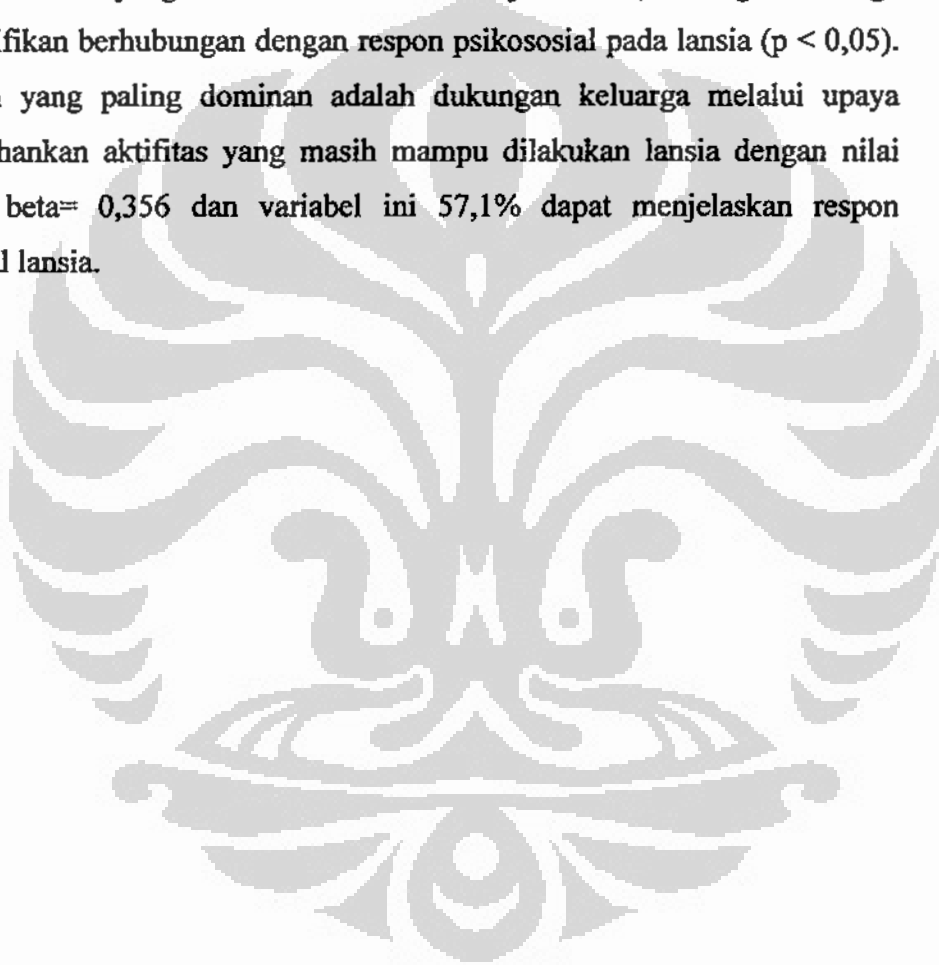 ifikan berhubungan dengan respon psikososial pada lansia (p < 0,05).
yang paling dominan adalah dukungan keluarga melalui upaya
hankan aktifitas yang masih mampu dilakukan lansia dengan nilai
beta= 0,356 dan variabel ini 57,1% dapat menjelaskan respon
l lansia.